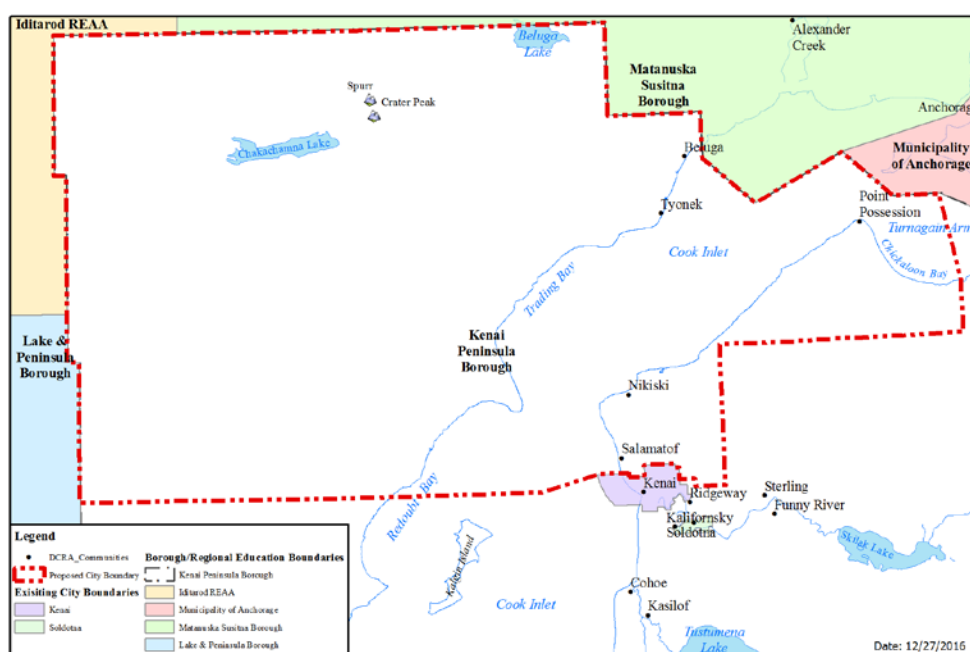 Iditarod REAA
Beluga
Lake
Alexander
Creek
Spurr
Crater Peak
Matanuska
Susitna
Borough
Anchorag
Chakachamna Lake
Municipality
of Anchorage
Beluga
Tyonek
Point
Possession
Turnagain Arm
Cook Inlet
Chickaloon Bay
Trading Bay
Lake &
Peninsula
Borough
Kenai
Peninsula
Borough
Nikiski
Salamatof
Kenai
Ridgeway
Sterling
Funny River
Kalifornsky
Soldotna
Skilak Lake
Redoubt Bay
Kalgin Island
Cook Inlet
Cohoe
Kasilof
Tustumena
Lake
Legend
DCRA_Communities
Proposed City Boundary
Exisiting City Boundaries
Kenai
Soldotna
Borough/Regional Education Boundaries
Kenai Peninsula Borough
Iditarod REAA
Municipality of Anchorage
Matanuska Susitna Borough
Lake & Peninsula Borough
Date: 12/27/2016